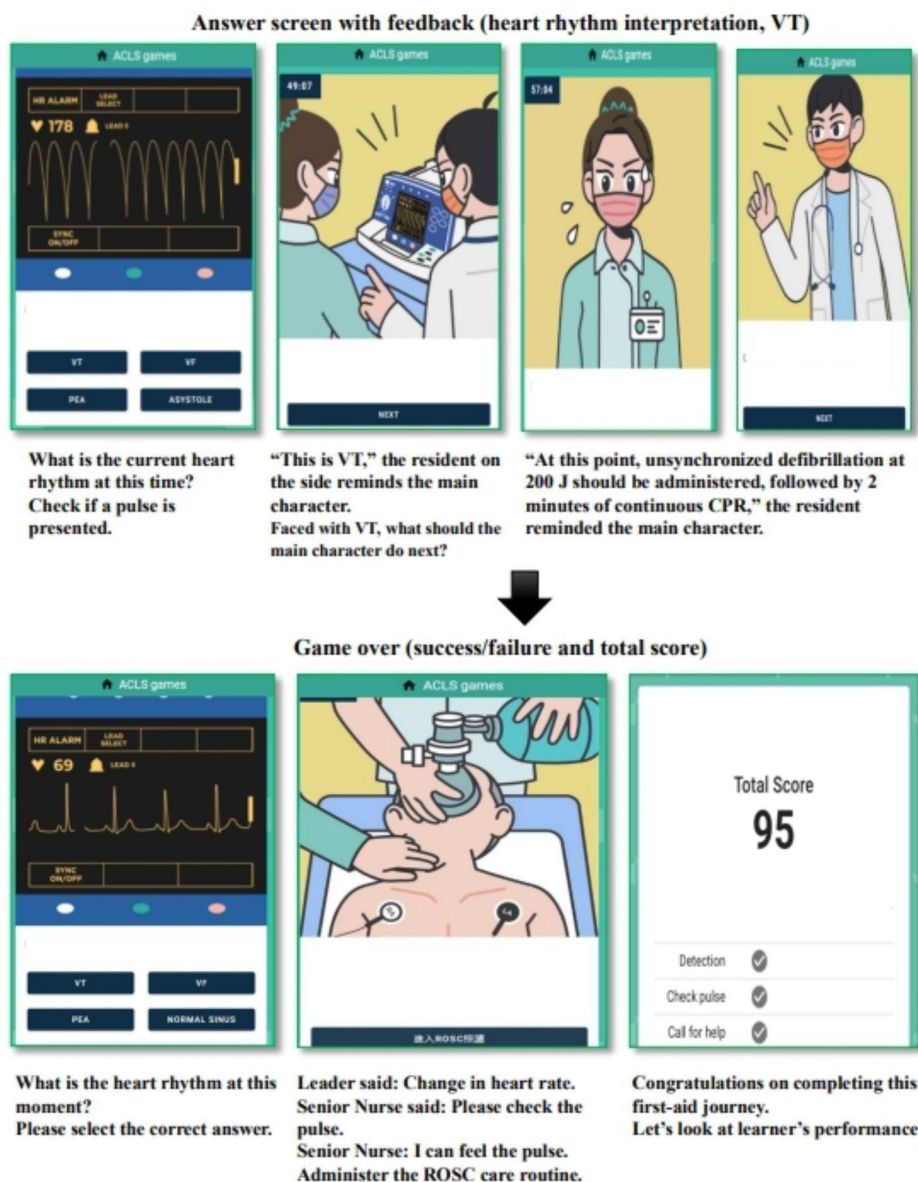 Answer screen with feedback (heart rhythm interpretation, VT)
ACLS games
HR ALARM
LEAD SELECT
178
LEAD II
SYNC ON/OFF
VT
VF
PEA
ASYSTOLE
What is the current heart
rhythm at this time?
Check if a pulse is
presented.
ACLS games
49:07
NEXT
“This is VT,” the resident on
the side reminds the main
character.
Faced with VT, what should the
main character do next?
ACLS games
57:04
ACLS games
NEXT
“At this point, unsynchronized defibrillation at
200 J should be administered, followed by 2
minutes of continuous CPR,” the resident
reminded the main character.
Game over (success/failure and total score)
ACLS games
HR ALARM
LEAD SELECT
69
LEAD II
SYNC ON/OFF
VT
VF
PEA
NORMAL SINUS
What is the heart rhythm at this
moment?
Please select the correct answer.
ACLS games
進入ROSC照護
Leader said: Change in heart rate.
Senior Nurse said: Please check the
pulse.
Senior Nurse: I can feel the pulse.
Administer the ROSC care routine.
Total Score
95
Detection
Check pulse
Call for help
Congratulations on completing this
first-aid journey.
Let’s look at learner’s performance